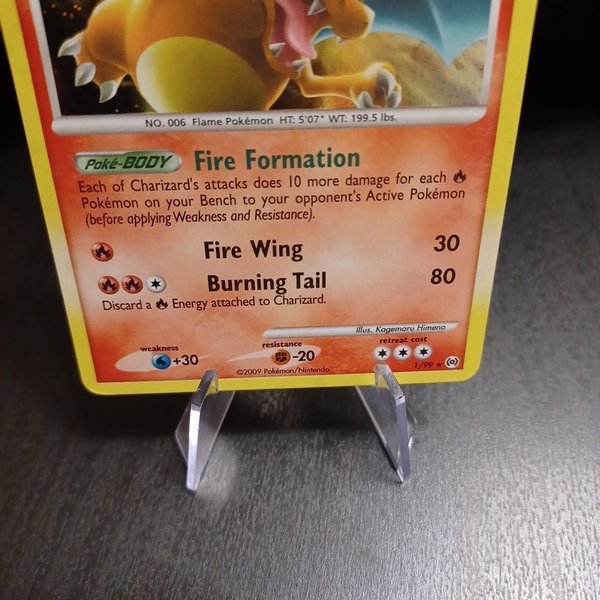 NO. 006 Flame Pokémon HT: 5'07" WT: 199.5 lbs.
Poké-BODY Fire Formation
Each of Charizard's attacks does 10 more damage for each
Pokémon on your Bench to your opponent's Active Pokémon
(before applying Weakness and Resistance).
Fire Wing 30
Burning Tail 80
Discard a Energy attached to Charizard.
Illus. Kagemaru Himeno
weakness resistance retreat cost
+30 -20
©2009 Pokémon/Nintendo 1/99